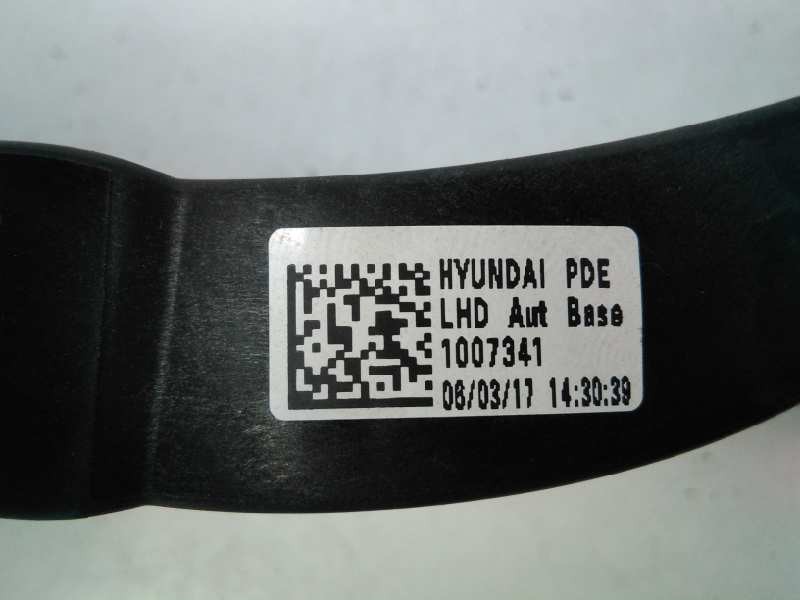 HYUNDAI PDE
LHD Aut Base
1007341
06/03/17 14:30:39